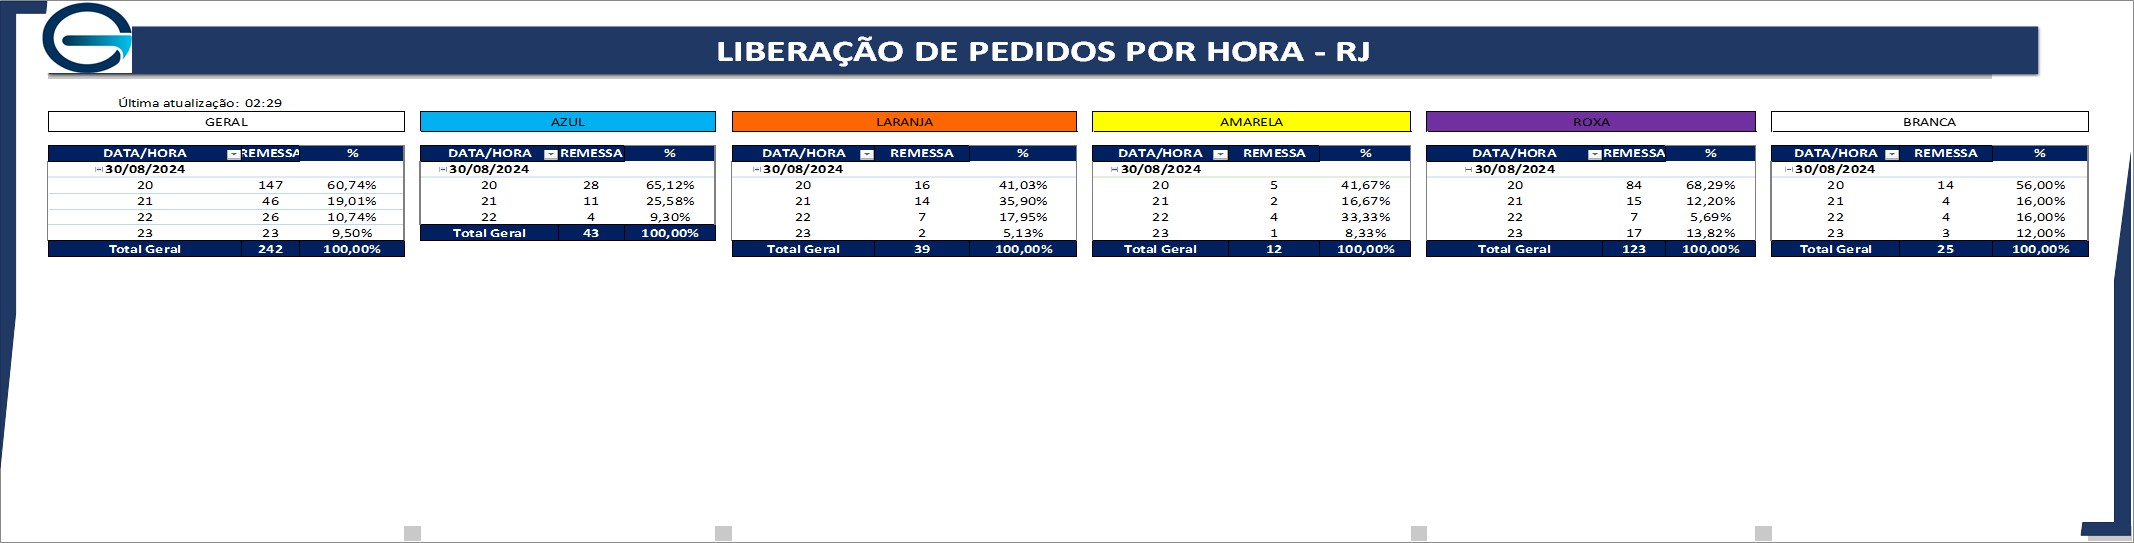 LIBERAÇÃO DE PEDIDOS POR HORA - RJ
Última atualização: 02:29
GERAL
DATA/HORA REMESSA %
30/08/2024
20 147 60,74%
21 46 19,01%
22 26 10,74%
23 23 9,50%
Total Geral 242 100,00%
AZUL
DATA/HORA REMESSA %
30/08/2024
20 28 65,12%
21 11 25,58%
22 4 9,30%
Total Geral 43 100,00%
LARANJA
DATA/HORA REMESSA %
30/08/2024
20 16 41,03%
21 14 35,90%
22 7 17,95%
23 2 5,13%
Total Geral 39 100,00%
AMARELA
DATA/HORA REMESSA %
30/08/2024
20 5 41,67%
21 2 16,67%
22 4 33,33%
23 1 8,33%
Total Geral 12 100,00%
ROXA
DATA/HORA REMESSA %
30/08/2024
20 84 68,29%
21 15 12,20%
22 7 5,69%
23 17 13,82%
Total Geral 123 100,00%
BRANCA
DATA/HORA REMESSA %
30/08/2024
20 14 56,00%
21 4 16,00%
22 4 16,00%
23 3 12,00%
Total Geral 25 100,00%